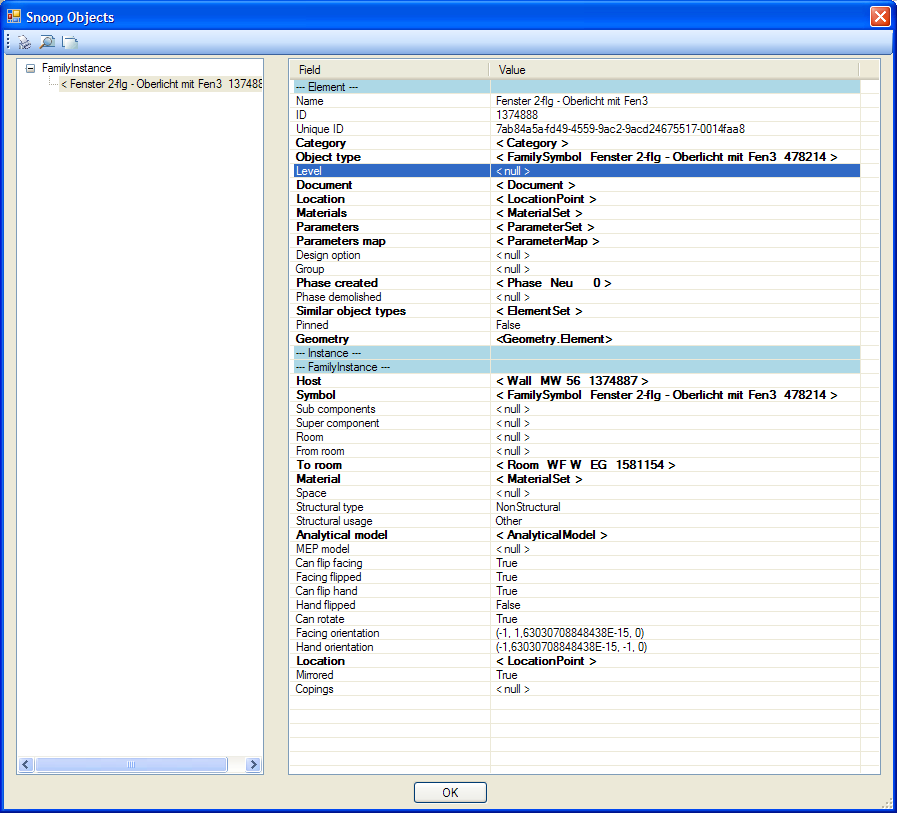 Snoop Objects
FamilyInstance
< Fenster 2-flg - Oberlicht mit Fen3  137488
Field Value
--- Element ---
Name Fenster 2-flg - Oberlicht mit Fen3
ID 1374888
Unique ID 7ab84a5a-fd49-4559-9ac2-9acd24675517-0014faa8
Category < Category >
Object type < FamilySymbol  Fenster 2-flg - Oberlicht mit Fen3  478214 >
Level < null >
Document < Document >
Location < LocationPoint >
Materials < MaterialSet >
Parameters < ParameterSet >
Parameters map < ParameterMap >
Design option < null >
Group < null >
Phase created < Phase  Neu  0 >
Phase demolished < null >
Similar object types < ElementSet >
Pinned False
Geometry <Geometry.Element>
--- Instance ---
--- FamilyInstance ---
Host < Wall  MW 56  1374887 >
Symbol < FamilySymbol  Fenster 2-flg - Oberlicht mit Fen3  478214 >
Sub components < null >
Super component < null >
Room < null >
From room < null >
To room < Room  WF W  EG  1581154 >
Material < MaterialSet >
Space < null >
Structural type NonStructural
Structural usage Other
Analytical model < AnalyticalModel >
MEP model < null >
Can flip facing True
Facing flipped True
Can flip hand True
Hand flipped False
Can rotate True
Facing orientation (-1, 1,63030708848438E-15, 0)
Hand orientation (-1,63030708848438E-15, -1, 0)
Location < LocationPoint >
Mirrored True
Copings < null >
OK